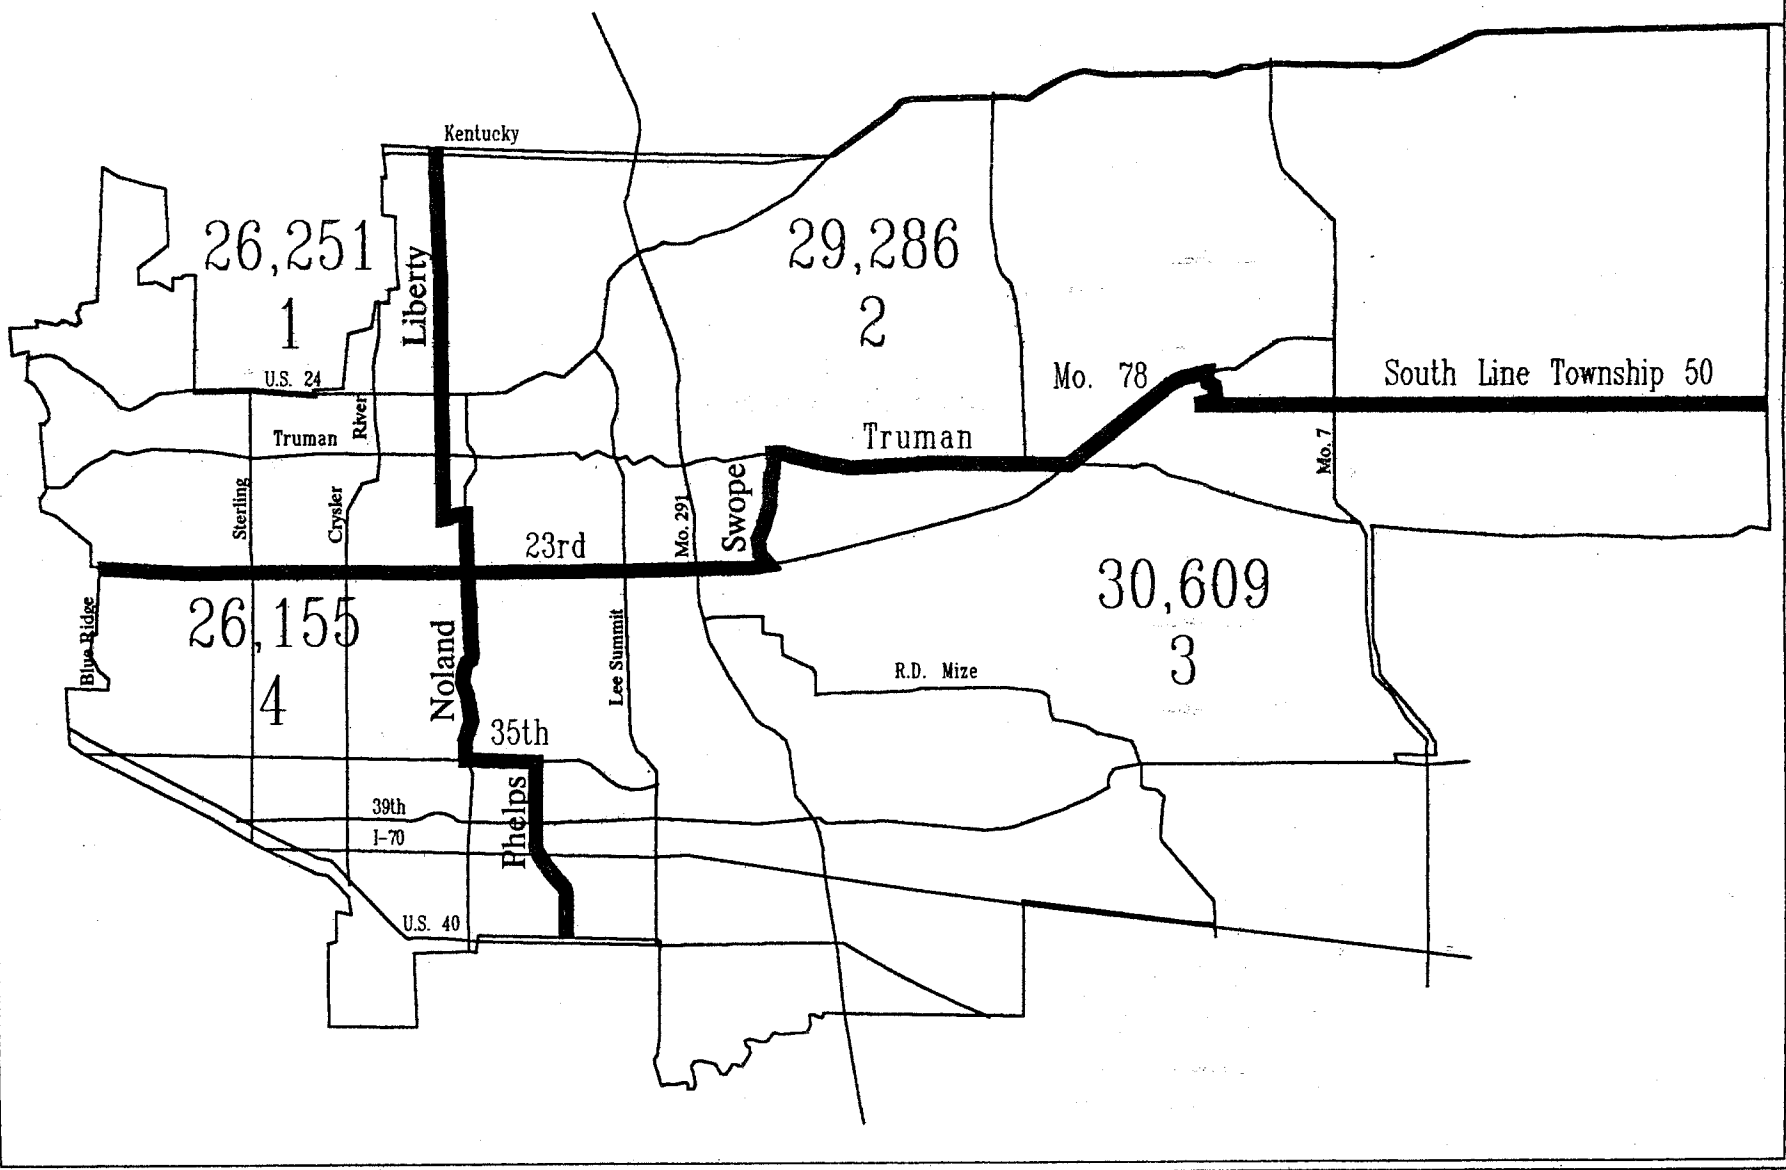 Kentucky
26,251
1
Liberty
29,286
2
U.S. 24
River
Mo. 78
South Line Township 50
Truman
Truman
Mo. 7
Sterling
Crysler
Mo. 291
Swope
23rd
Blue Ridge
26,155
4
Noland
Lee Summit
30,609
3
R.D. Mize
35th
Phelps
39th
I-70
U.S. 40